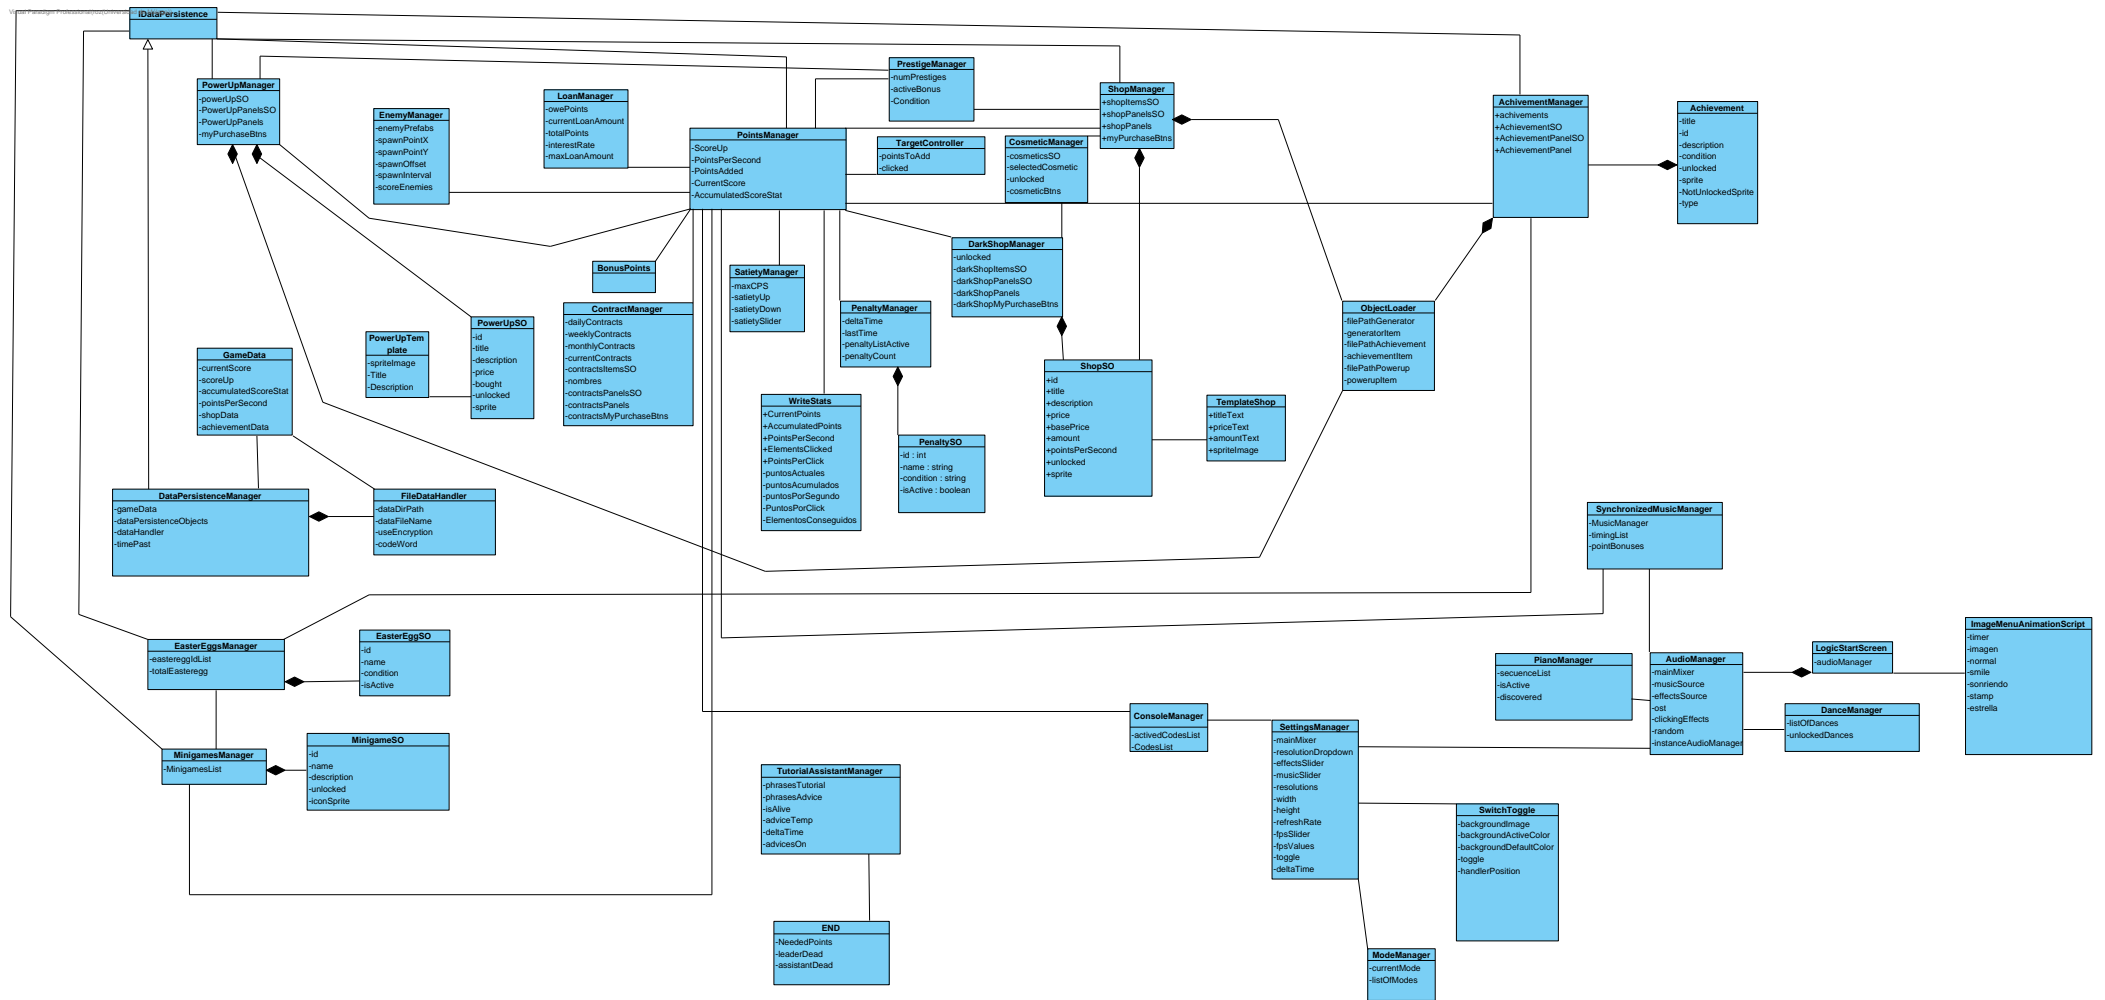 IDataPersistence
PowerUpManager
-powerUpSO
-PowerUpPanelsSO
-PowerUpPanels
-myPurchaseBtns
EnemyManager
-enemyPrefabs
-spawnPointX
-spawnPointY
-spawnOffset
-spawnInterval
-scoreEnemies
LoanManager
-owePoints
-currentLoanAmount
-totalPoints
-interestRate
-maxLoanAmount
PrestigeManager
-numPrestiges
-activeBonus
-Condition
ShopManager
+shopItemsSO
+shopPanelsSO
+shopPanels
+myPurchaseBtns
AchivementManager
+achivements
+AchievementSO
+AchievementPanelSO
+AchievementPanel
Achievement
-title
-id
-description
-condition
-unlocked
-sprite
-NotUnlockedSprite
-type
PointsManager
-ScoreUp
-PointsPerSecond
-PointsAdded
-CurrentScore
-AccumulatedScoreStat
TargetController
-pointsToAdd
-clicked
CosmeticManager
-cosmeticsSO
-selectedCosmetic
-unlocked
-cosmeticBtns
DarkShopManager
-unlocked
-darkShopItemsSO
-darkShopPanelsSO
-darkShopPanels
-darkShopMyPurchaseBtns
BonusPoints
SatietyManager
-maxCPS
-satietyUp
-satietyDown
-satietySlider
ContractManager
-dailyContracts
-weeklyContracts
-monthlyContracts
-currentContracts
-contractsItemsSO
-nombres
-contractsPanelsSO
-contractsPanels
-contractsMyPurchaseBtns
PenaltyManager
-deltaTime
-lastTime
-penaltyListActive
-penaltyCount
ObjectLoader
-filePathGenerator
-generatorItem
-filePathAchievement
-achievementItem
-filePathPowerup
-powerupItem
PowerUpSO
-id
-title
-description
-price
-bought
-unlocked
-sprite
PowerUpTem
plate
-spriteImage
-Title
-Description
GameData
-currentScore
-scoreUp
-accumulatedScoreStat
-pointsPerSecond
-shopData
-achievementData
ShopSO
+id
+title
+description
+price
+basePrice
+amount
+pointsPerSecond
+unlocked
+sprite
TemplateShop
+titleText
+priceText
+amountText
+spriteImage
WriteStats
+CurrentPoints
+AccumulatedPoints
+PointsPerSecond
+ElementsClicked
+PointsPerClick
-puntosActuales
-puntosAcumulados
-puntosPorSegundo
-PuntosPorClick
-ElementosConseguidos
PenaltySO
-id : int
-name : string
-condition : string
-isActive : boolean
DataPersistenceManager
-gameData
-dataPersistenceObjects
-dataHandler
-timePast
FileDataHandler
-dataDirPath
-dataFileName
-useEncryption
-codeWord
SynchronizedMusicManager
-MusicManager
-timingList
-pointBonuses
EasterEggsManager
-eastereggIdList
-totalEasteregg
EasterEggSO
-id
-name
-condition
-isActive
ImageMenuAnimationScript
-timer
-imagen
-normal
-smile
-sonriendo
-stamp
-estrella
LogicStartScreen
-audioManager
PianoManager
-secuenceList
-isActive
-discovered
AudioManager
-mainMixer
-musicSource
-effectsSource
-ost
-clickingEffects
-random
-instanceAudioManager
DanceManager
-listOfDances
-unlockedDances
ConsoleManager
-activedCodesList
-CodesList
SettingsManager
-mainMixer
-resolutionDropdown
-effectsSlider
-musicSlider
-resolutions
-width
-height
-refreshRate
-fpsSlider
-fpsValues
-toggle
-deltaTime
MinigamesManager
-MinigamesList
MinigameSO
-id
-name
-description
-unlocked
-iconSprite
TutorialAssistantManager
-phrasesTutorial
-phrasesAdvice
-isAlive
-adviceTemp
-deltaTime
-advicesOn
SwitchToggle
-backgroundImage
-backgroundActiveColor
-backgroundDefaultColor
-toggle
-handlerPosition
END
-NeededPoints
-leaderDead
-assistantDead
ModeManager
-currentMode
-listOfModes